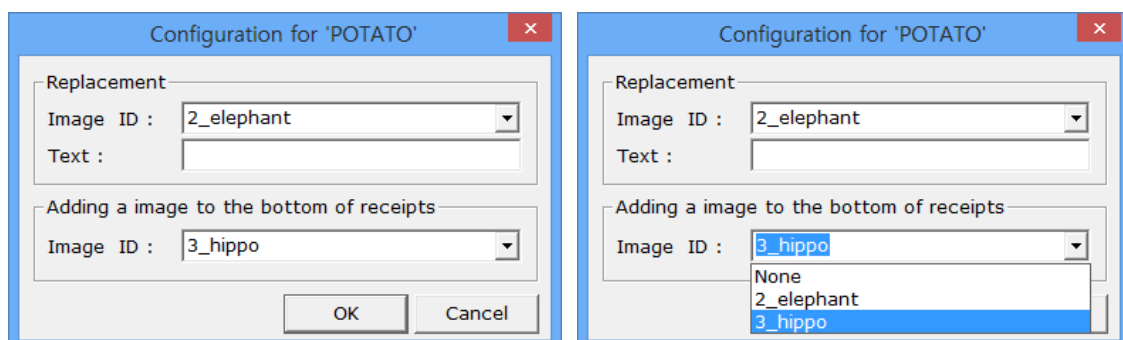 Configuration for 'POTATO'
Replacement
Image ID : 2_elephant
Text :
Adding a image to the bottom of receipts
Image ID : 3_hippo
OK Cancel
Configuration for 'POTATO'
Replacement
Image ID : 2_elephant
Text :
Adding a image to the bottom of receipts
Image ID : 3_hippo
None
2_elephant
3_hippo